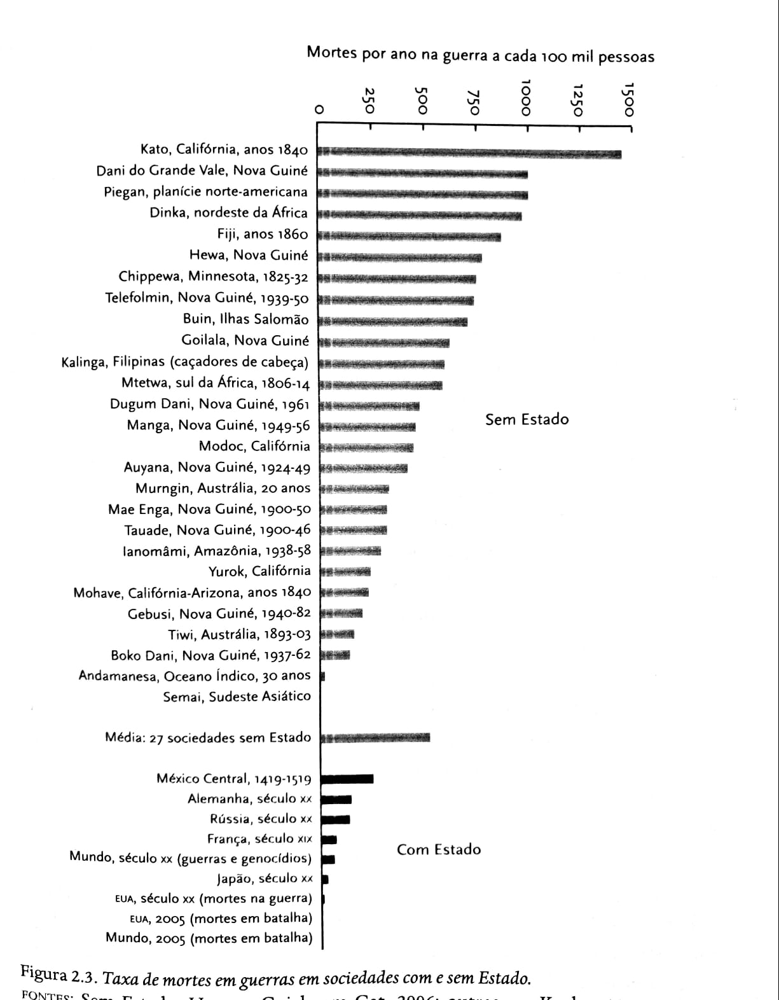 Mortes por ano na guerra a cada 100 mil pessoas
0
250
500
750
1000
1250
1500
Kato, Califórnia, anos 1840
Dani do Grande Vale, Nova Guiné
Piegan, planície norte-americana
Dinka, nordeste da África
Fiji, anos 1860
Hewa, Nova Guiné
Chippewa, Minnesota, 1825-32
Telefolmin, Nova Guiné, 1939-50
Buin, Ilhas Salomão
Goilala, Nova Guiné
Kalinga, Filipinas (caçadores de cabeça)
Mtetwa, sul da África, 1806-14
Dugum Dani, Nova Guiné, 1961
Manga, Nova Guiné, 1949-56
Sem Estado
Modoc, Califórnia
Auyana, Nova Guiné, 1924-49
Murngin, Austrália, 20 anos
Mae Enga, Nova Guiné, 1900-50
Tauade, Nova Guiné, 1900-46
Ianomâmi, Amazônia, 1938-58
Yurok, Califórnia
Mohave, Califórnia-Arizona, anos 1840
Gebusi, Nova Guiné, 1940-82
Tiwi, Austrália, 1893-03
Boko Dani, Nova Guiné, 1937-62
Andamanesa, Oceano Índico, 30 anos
Semai, Sudeste Asiático
Média: 27 sociedades sem Estado
México Central, 1419-1519
Alemanha, século XX
Rússia, século XX
França, século XIX
Com Estado
Mundo, século XX (guerras e genocídios)
Japão, século XX
EUA, século XX (mortes na guerra)
EUA, 2005 (mortes em batalha)
Mundo, 2005 (mortes em batalha)
Figura 2.3. Taxa de mortes em guerras em sociedades com e sem Estado.
FONTES: Sem Estado